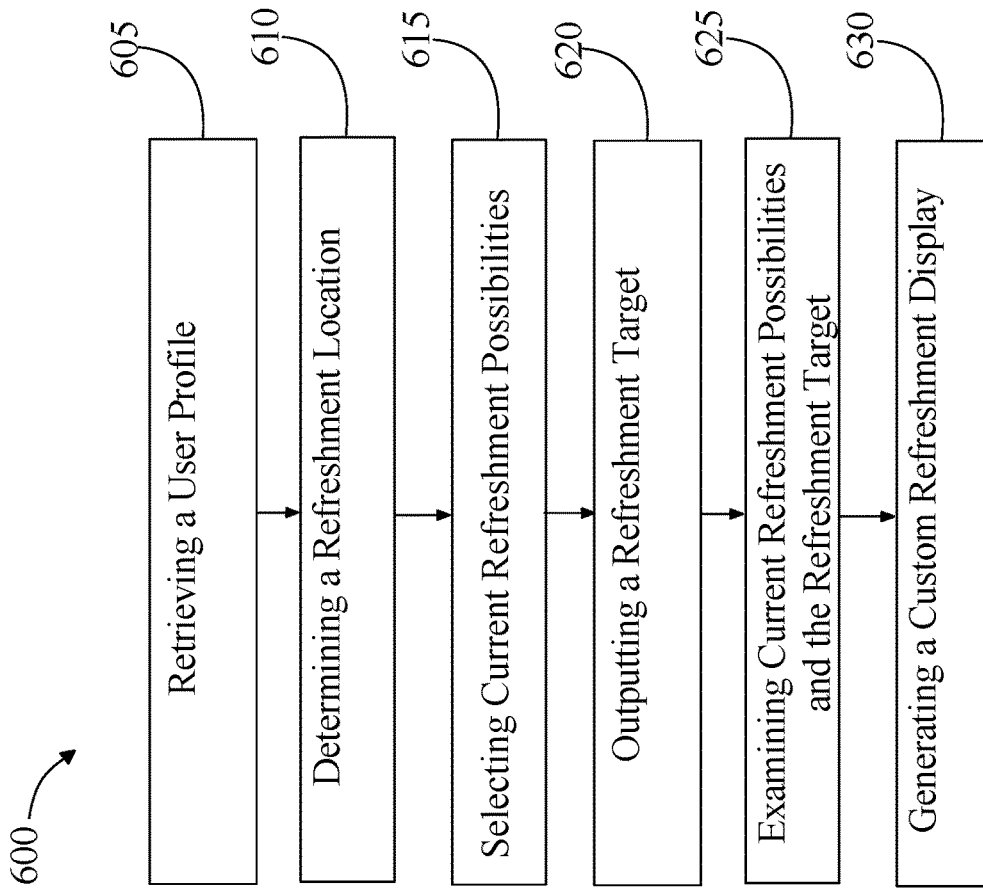 600
Retrieving a User Profile
605
Determining a Refreshment Location
610
Selecting Current Refreshment Possibilities
615
Outputting a Refreshment Target
620
Examining Current Refreshment Possibilities
and the Refreshment Target
625
Generating a Custom Refreshment Display
630